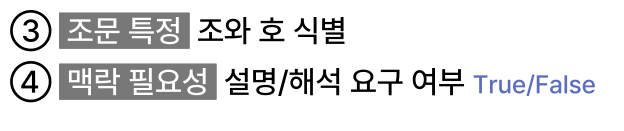 ③ 조문 특정 조와 호 식별
④ 맥락 필요성 설명/해석 요구 여부 True/False